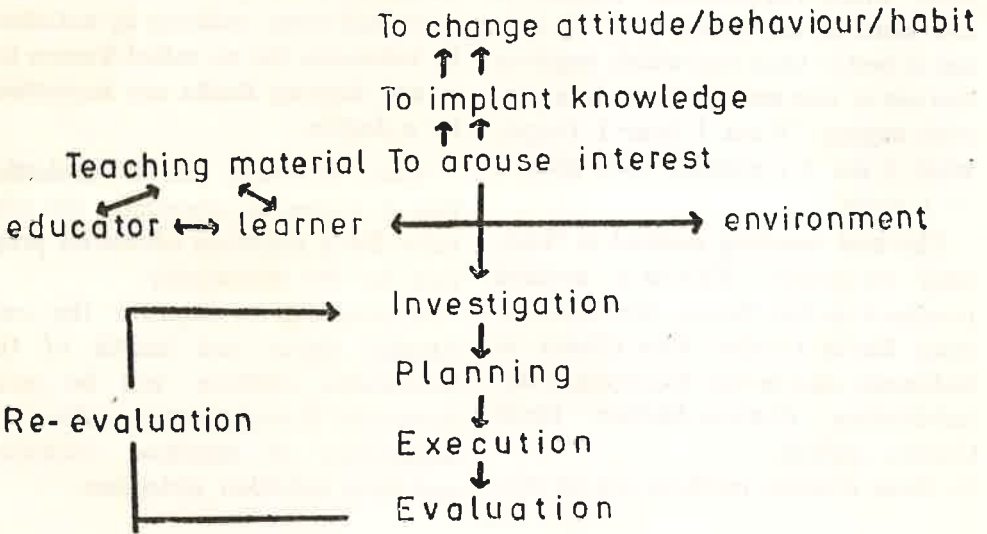 To change attitude/behaviour/habit
To implant knowledge
Teaching material To arouse interest
educator learner environment
Investigation
Planning
Re-evaluation
Execution
Evaluation